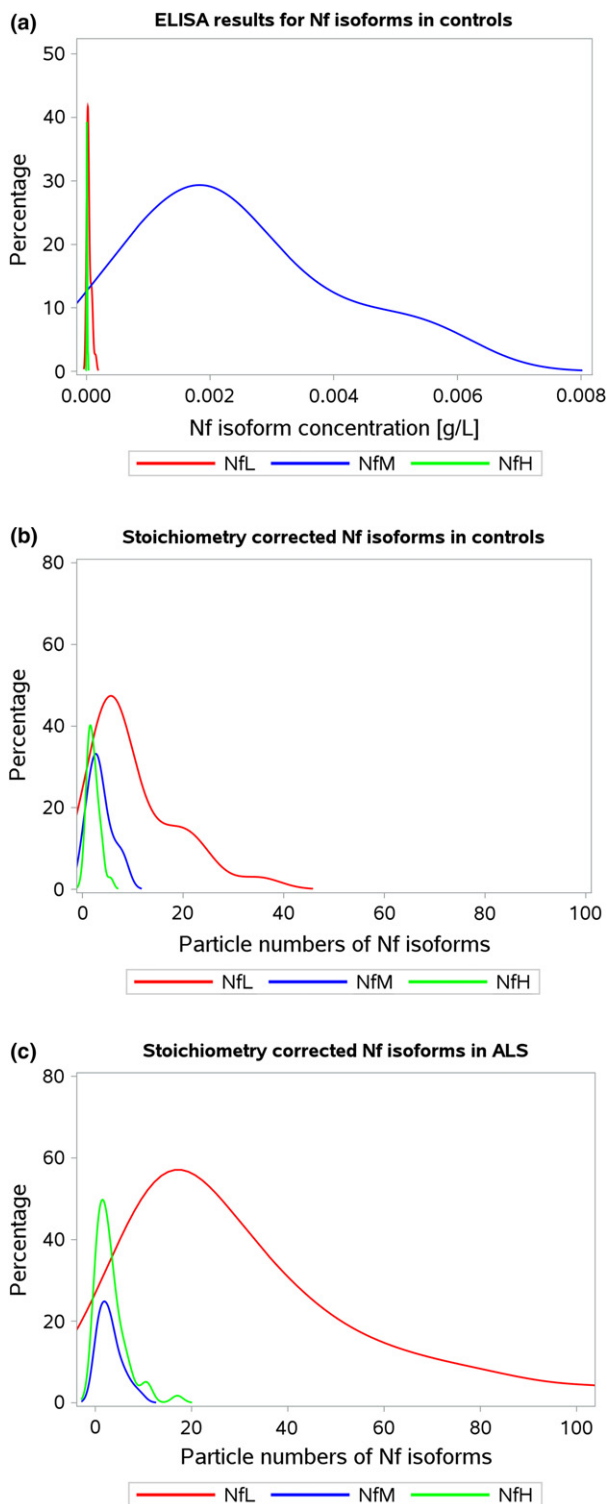 (a)
ELISA results for Nf isoforms in controls
50
40
30
20
10
0
Percentage
0.000 0.002 0.004 0.006 0.008
Nf isoform concentration [g/L]
NfL NfM NfH
(b)
Stoichiometry corrected Nf isoforms in controls
80
60
40
20
0
Percentage
0 20 40 60 80 100
Particle numbers of Nf isoforms
NfL NfM NfH
(c)
Stoichiometry corrected Nf isoforms in ALS
80
60
40
20
0
Percentage
0 20 40 60 80 100
Particle numbers of Nf isoforms
NfL NfM NfH